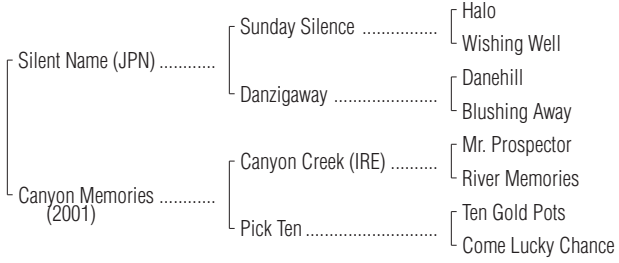 Halo
Sunday Silence ................
Wishing Well
Silent Name (JPN) ............
Danehill
Danzigaway ......................
Blushing Away
Mr. Prospector
Canyon Creek (IRE) ..........
River Memories
Canyon Memories ............
(2001)
Ten Gold Pots
Pick Ten ............................
Come Lucky Chance